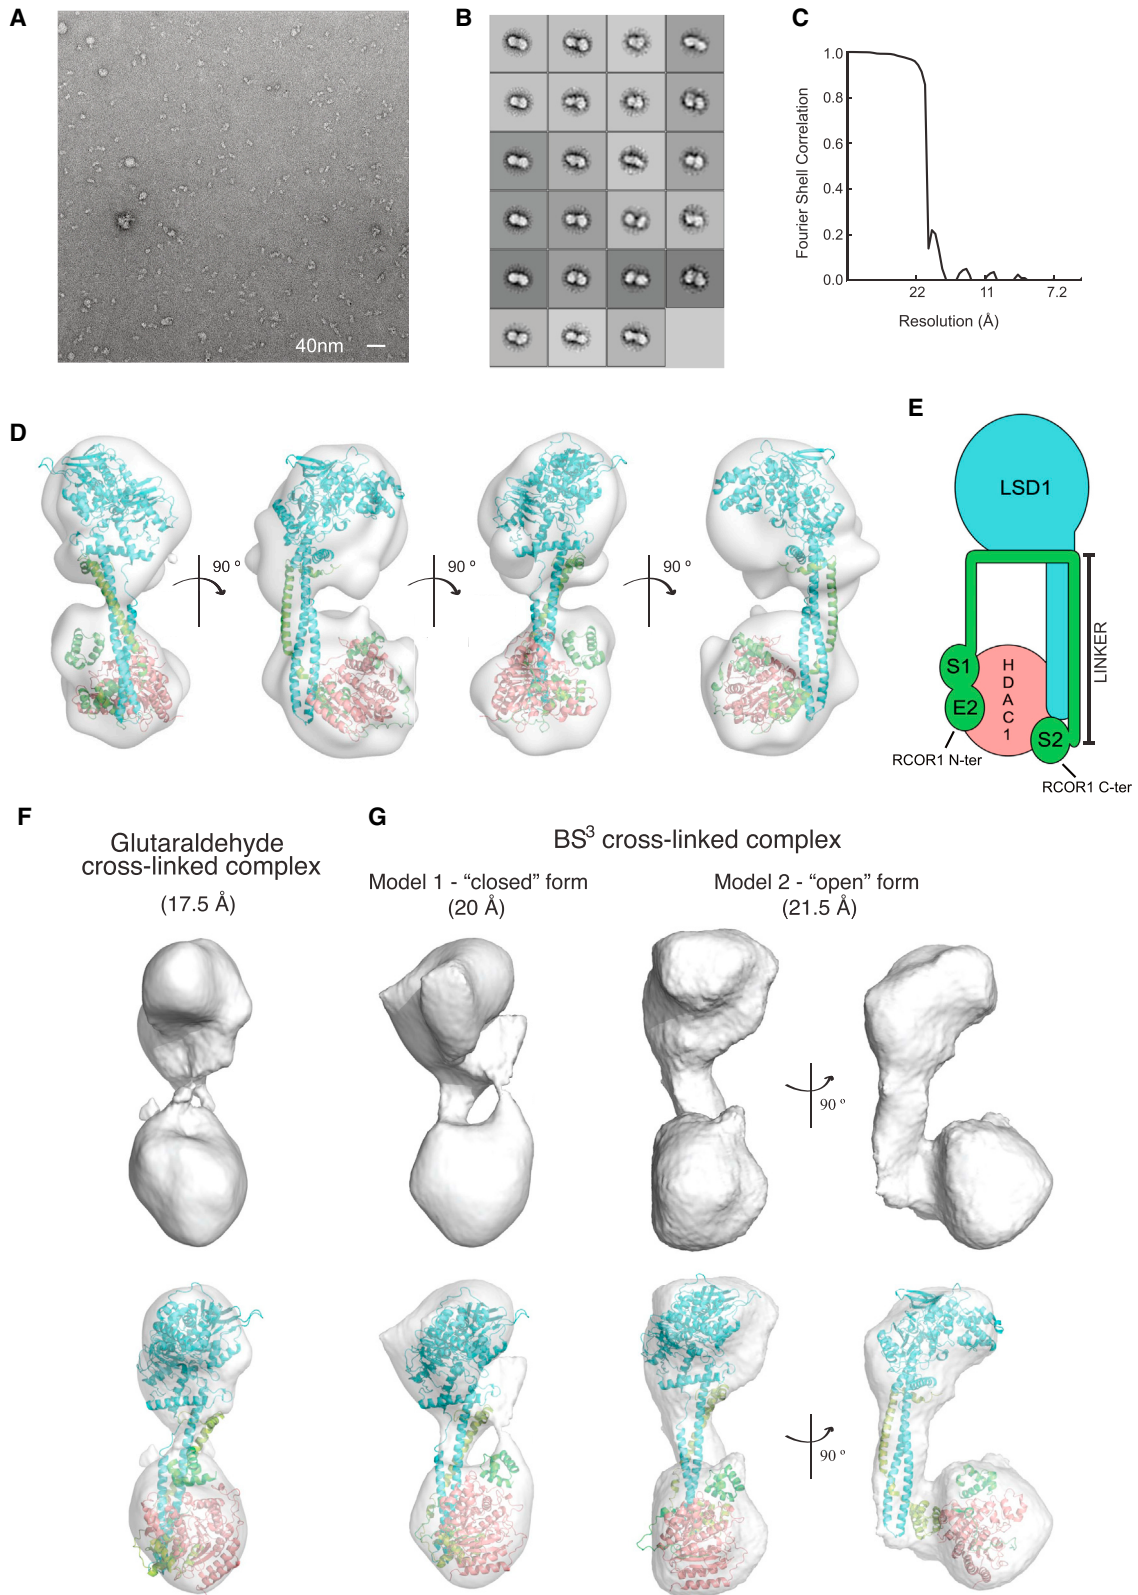 A
40nm
B
C
1.0
0.8
0.6
0.4
0.2
0.0
Fourier Shell Correlation
22
11
7.2
Resolution (Å)
D
90 º
90 º
90 º
E
LSD1
LINKER
S1
E2
HDAC1
S2
RCOR1 N-ter
RCOR1 C-ter
F
Glutaraldehyde
cross-linked complex
(17.5 Å)
G
BS³ cross-linked complex
Model 1 - “closed” form
(20 Å)
Model 2 - “open” form
(21.5 Å)
90 º
90 º